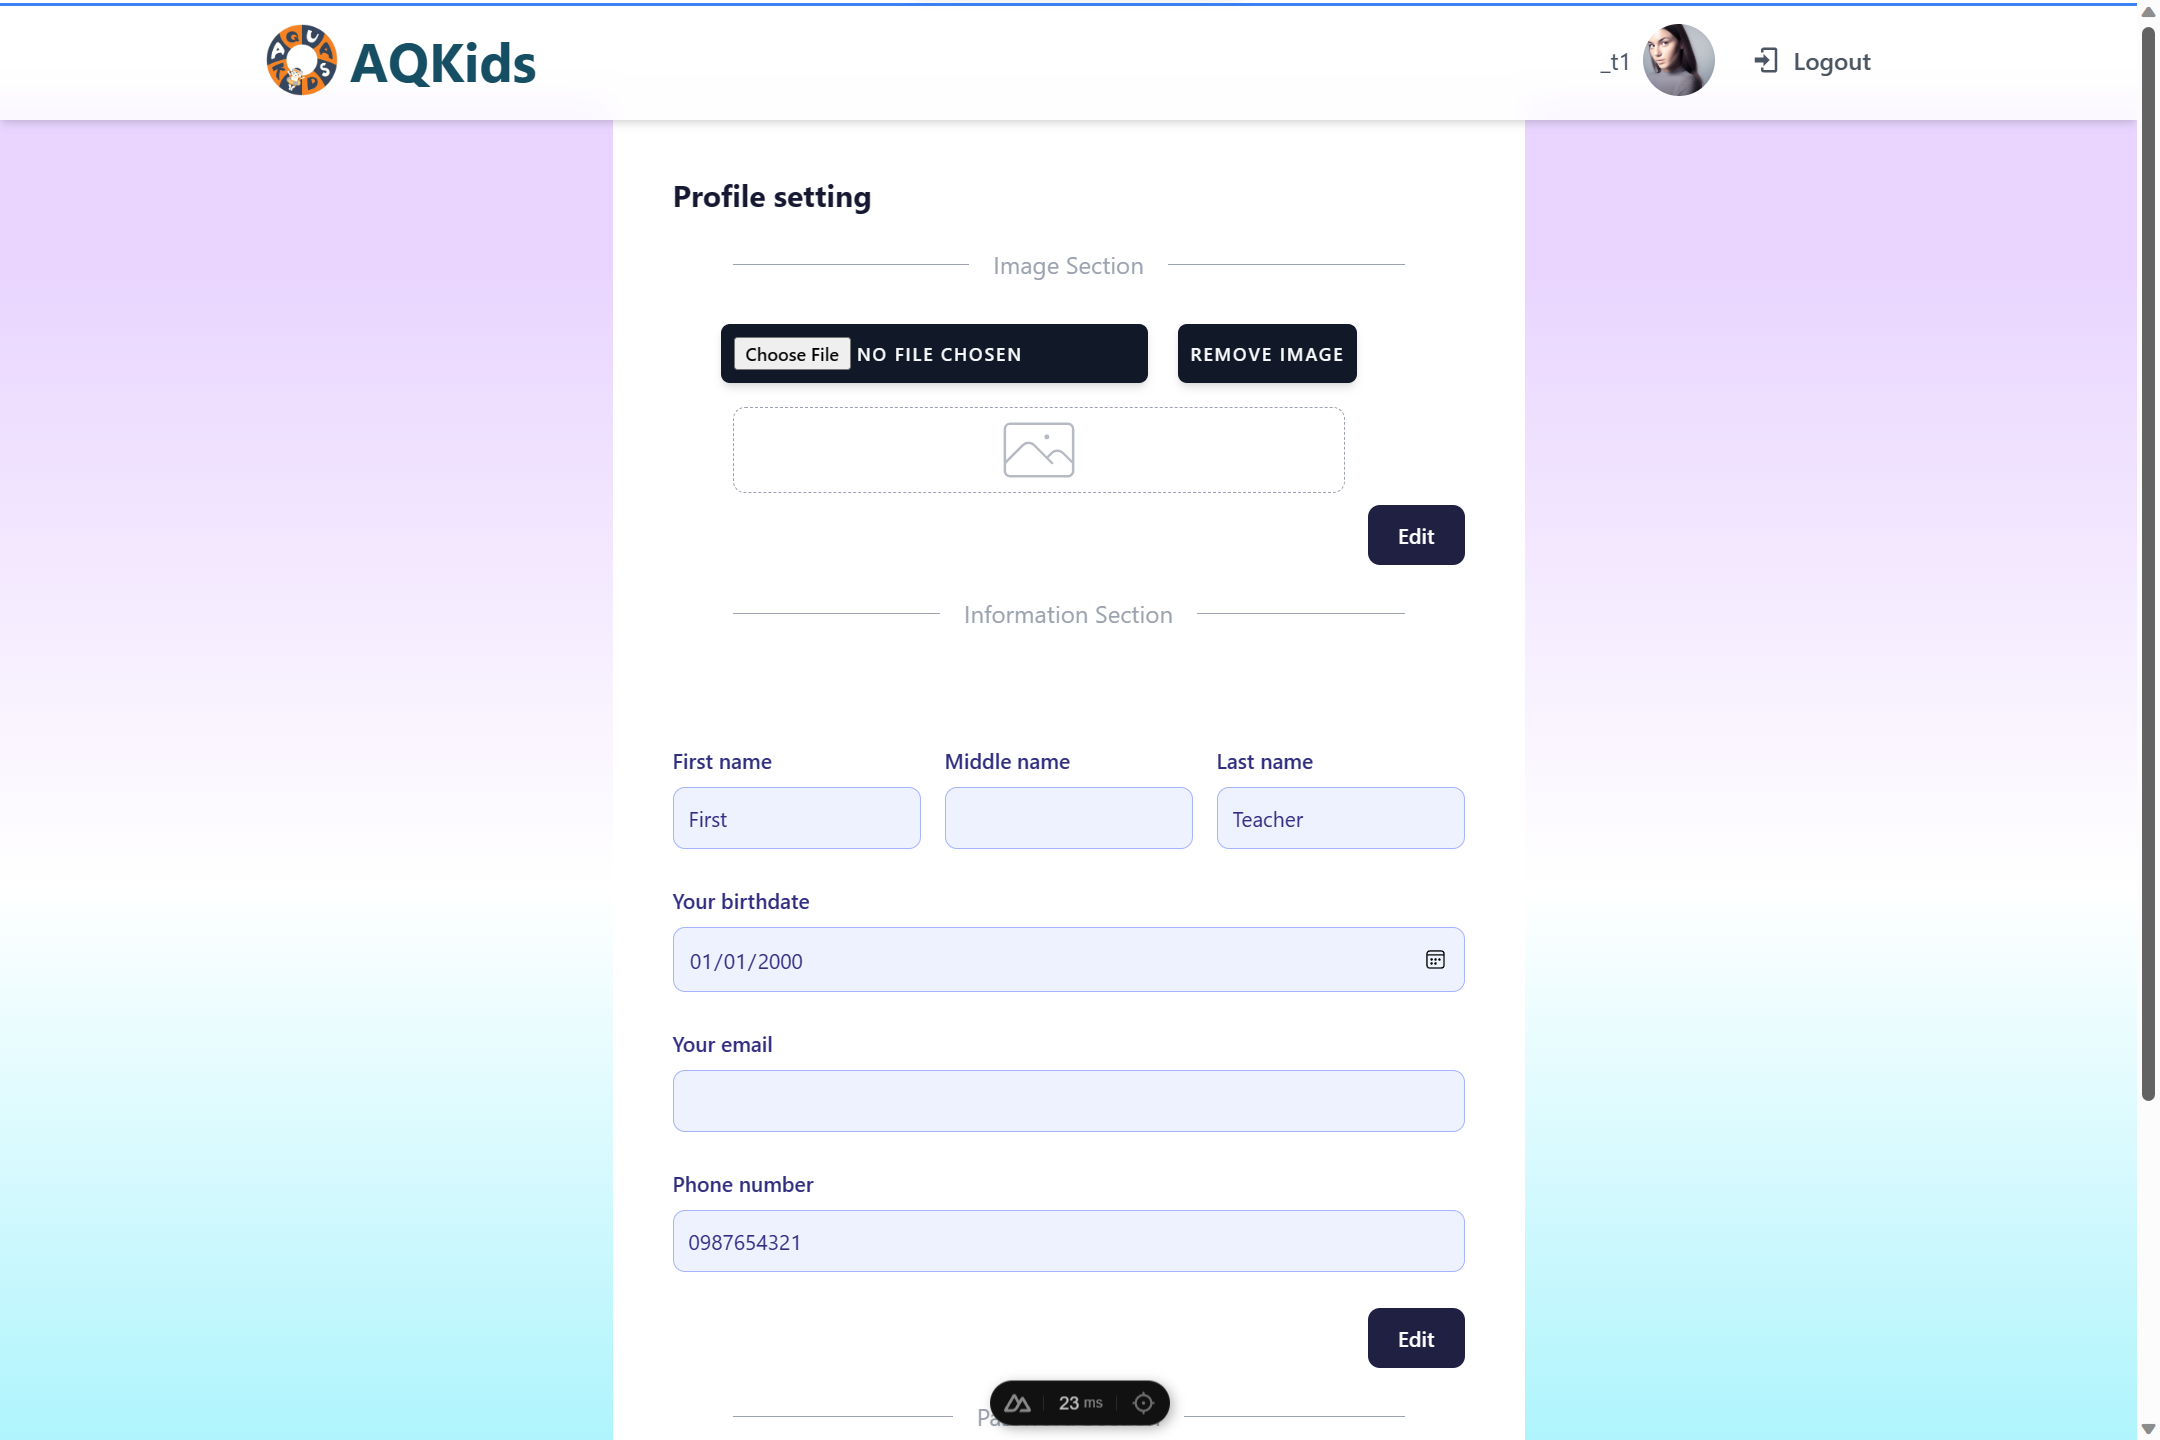 AQUA KIDS
AQKids
_t1
Logout
Profile setting
Image Section
Choose File NO FILE CHOSEN
REMOVE IMAGE
Edit
Information Section
First name Middle name Last name
First Teacher
Your birthdate
01/01/2000
Your email
Phone number
0987654321
Edit
23 ms